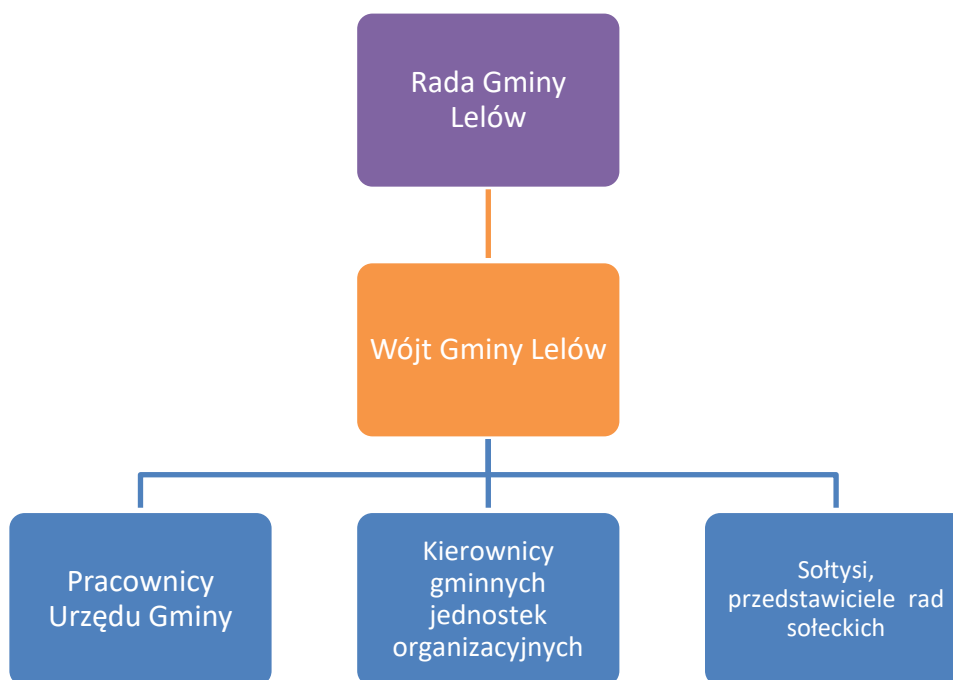 Rada Gminy
Lelów
Wójt Gminy Lelów
Pracownicy
Urzędu Gminy
Kierownicy
gminnych
jednostek
organizacyjnych
Sołtysi,
przedstawiciele rad
sołeckich